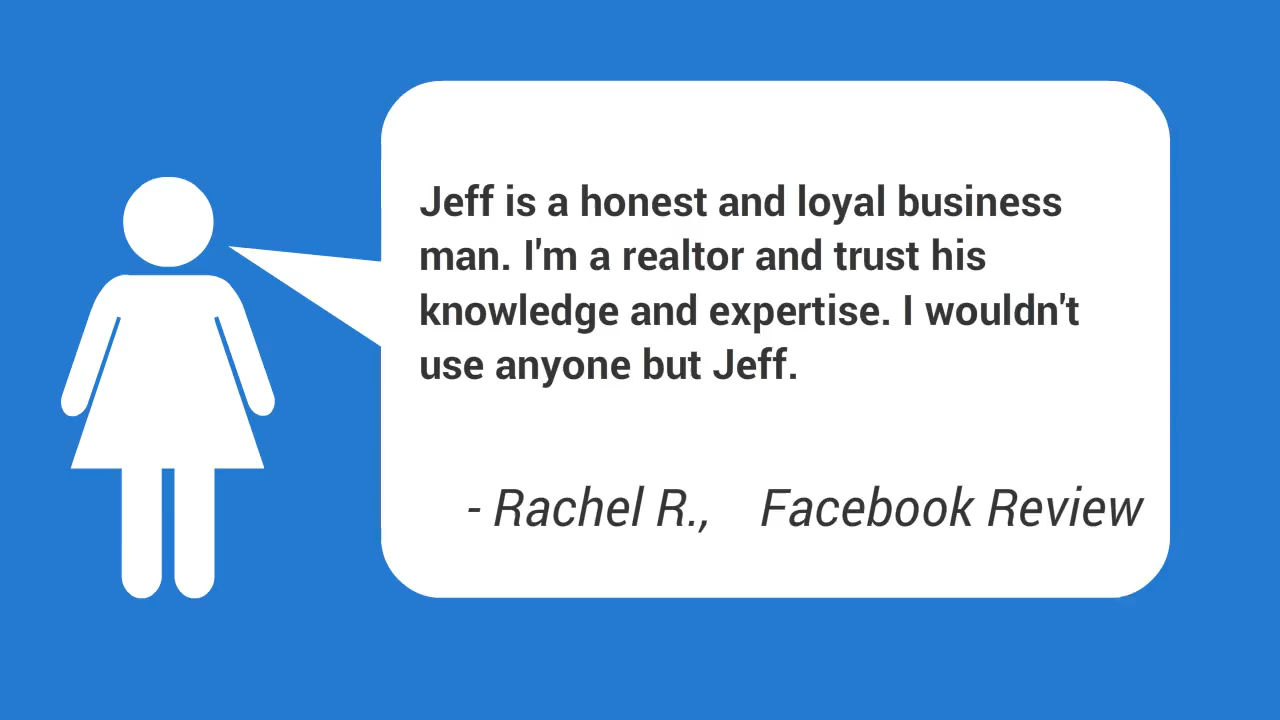 Jeff is a honest and loyal business
man. I'm a realtor and trust his
knowledge and expertise. I wouldn't
use anyone but Jeff.
- Rachel R., Facebook Review